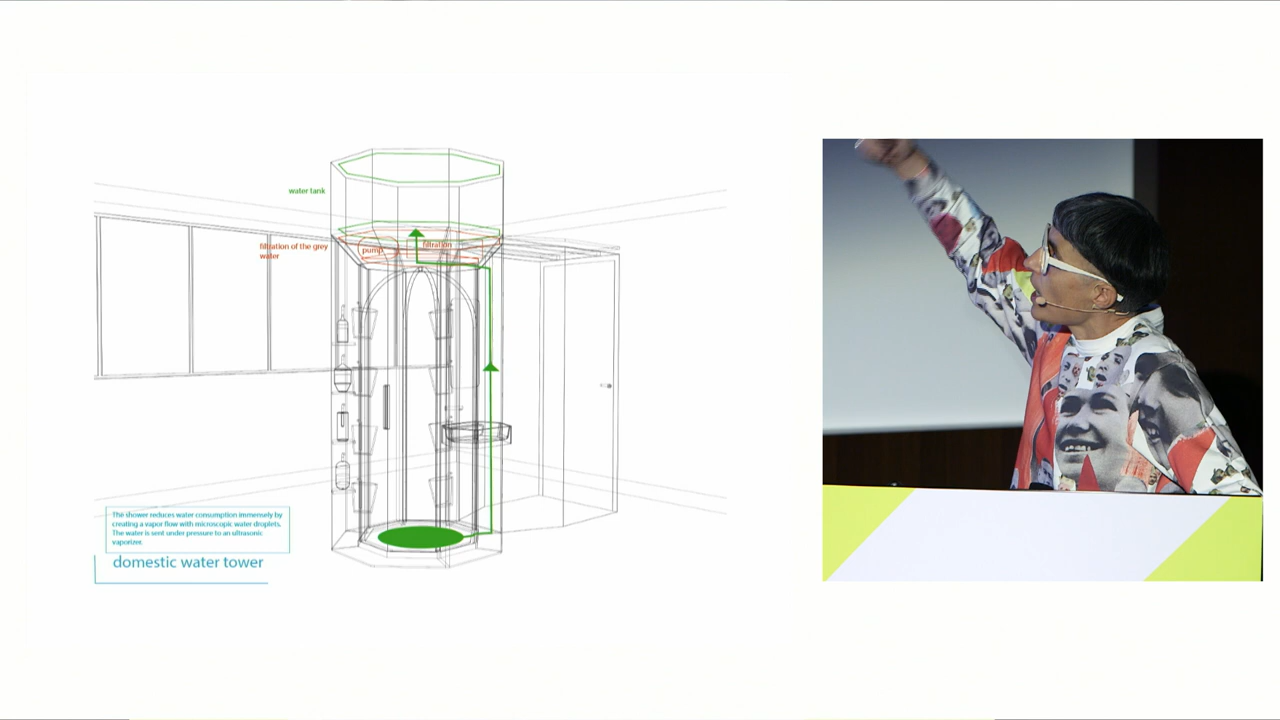 water tank
filtration of the grey
water
pump
filtration
The shower reduces water consumption immensely by
creating a vapor flow with microscopic water droplets.
The water is sent under pressure to an ultrasonic
vaporizer.
domestic water tower